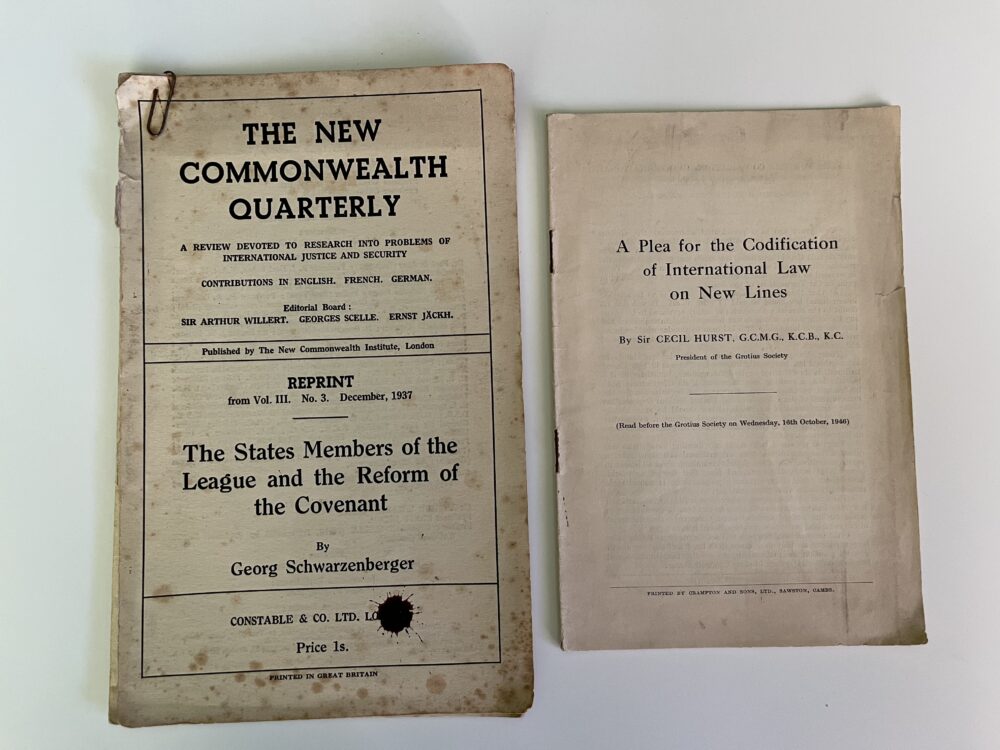 THE NEW
COMMONWEALTH
QUARTERLY
A REVIEW DEVOTED TO RESEARCH INTO PROBLEMS OF
INTERNATIONAL JUSTICE AND SECURITY
CONTRIBUTIONS IN ENGLISH. FRENCH. GERMAN.
Editorial Board :
SIR ARTHUR WILLERT. GEORGES SCELLE. ERNST JÄCKH.
Published by The New Commonwealth Institute, London
REPRINT
from Vol. III. No. 3. December, 1937
The States Members of the
League and the Reform of
the Covenant
By
Georg Schwarzenberger
CONSTABLE & CO. LTD. LO
Price 1s.
PRINTED IN GREAT BRITAIN
A Plea for the Codification
of International Law
on New Lines
By Sir CECIL HURST, G.C.M.G., K.C.B., K.C.
President of the Grotius Society
(Read before the Grotius Society on Wednesday, 16th October, 1946)
PRINTED BY CRAMPTON AND SONS, LTD., SAWSTON, CAMBS.